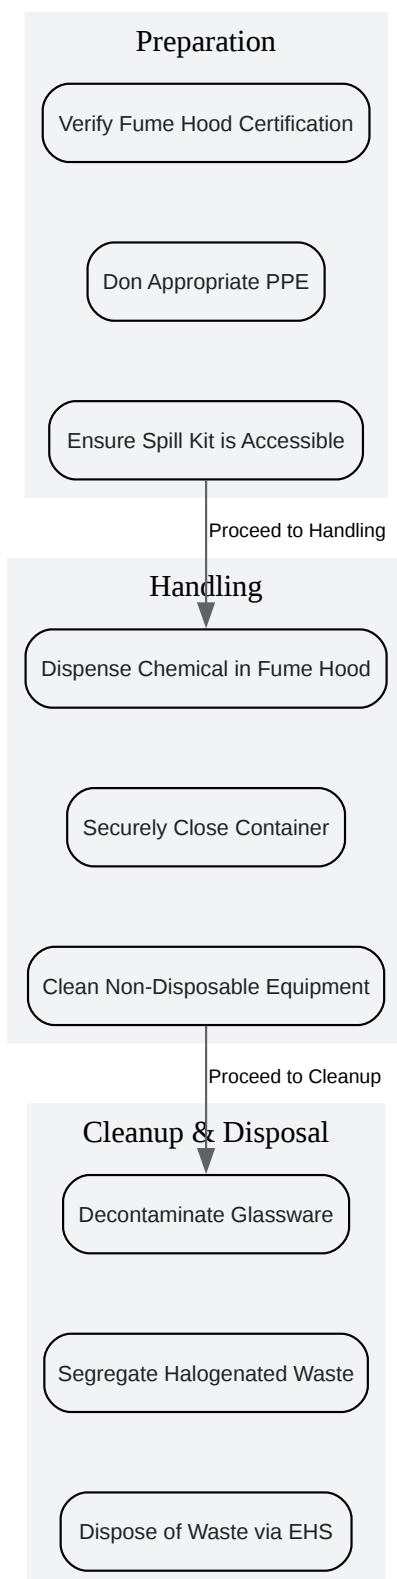 Preparation
Verify Fume Hood Certification
Don Appropriate PPE
Ensure Spill Kit is Accessible
Proceed to Handling
Handling
Dispense Chemical in Fume Hood
Securely Close Container
Clean Non-Disposable Equipment
Proceed to Cleanup
Cleanup & Disposal
Decontaminate Glassware
Segregate Halogenated Waste
Dispose of Waste via EHS